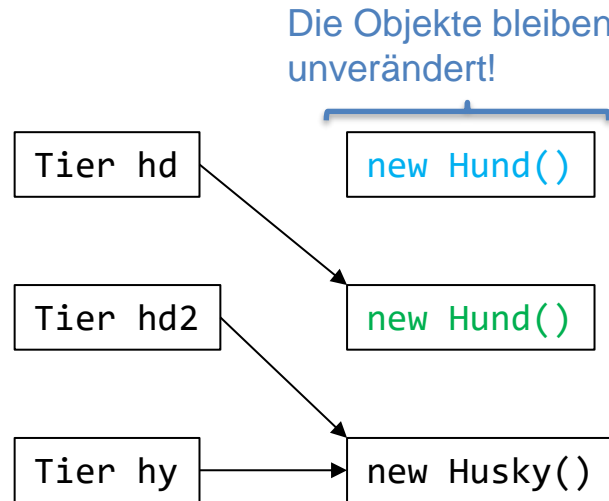 Die Objekte bleiben
unverändert!
Tier hd
new Hund()
Tier hd2
new Hund()
Tier hy
new Husky()